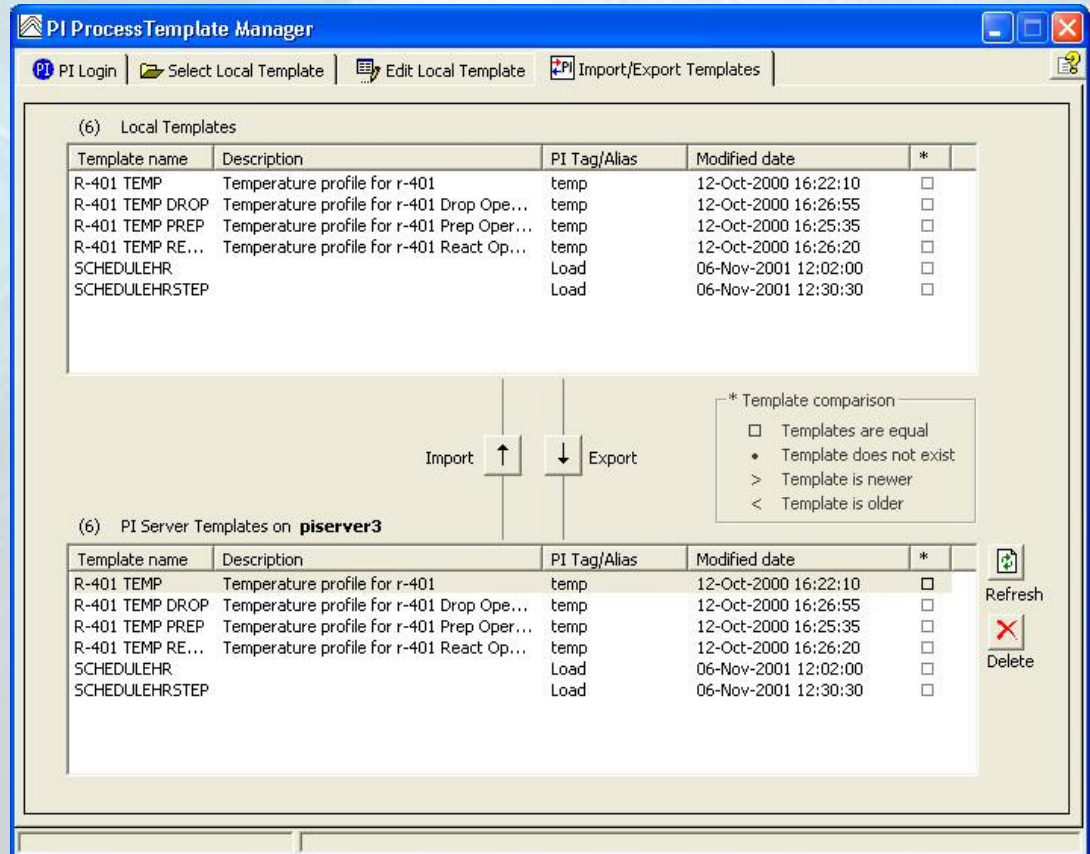 PI ProcessTemplate Manager
PI PI Login Select Local Template Edit Local Template PI Import/Export Templates
(6) Local Templates
Template name Description PI Tag/Alias Modified date *
R-401 TEMP Temperature profile for r-401 temp 12-Oct-2000 16:22:10
R-401 TEMP DROP Temperature profile for r-401 Drop Ope... temp 12-Oct-2000 16:26:55
R-401 TEMP PREP Temperature profile for r-401 Prep Oper... temp 12-Oct-2000 16:25:35
R-401 TEMP RE... Temperature profile for r-401 React Op... temp 12-Oct-2000 16:26:20
SCHEDULEHR Load 06-Nov-2001 12:02:00
SCHEDULEHRSTEP Load 06-Nov-2001 12:30:30
* Template comparison
□ Templates are equal
• Template does not exist
> Template is newer
< Template is older
Import ↑ ↓ Export
(6) PI Server Templates on piserver3
Template name Description PI Tag/Alias Modified date *
R-401 TEMP Temperature profile for r-401 temp 12-Oct-2000 16:22:10
R-401 TEMP DROP Temperature profile for r-401 Drop Ope... temp 12-Oct-2000 16:26:55
R-401 TEMP PREP Temperature profile for r-401 Prep Oper... temp 12-Oct-2000 16:25:35
R-401 TEMP RE... Temperature profile for r-401 React Op... temp 12-Oct-2000 16:26:20
SCHEDULEHR Load 06-Nov-2001 12:02:00
SCHEDULEHRSTEP Load 06-Nov-2001 12:30:30
Refresh
Delete